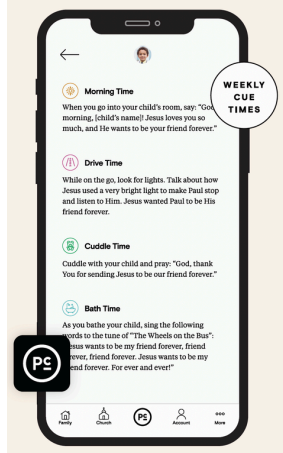 WEEKLY
CUE
TIMES
Morning Time
When you go into your child's room, say: "God
morning, [child's name]! Jesus loves you so
much, and He wants to be your friend forever."
Drive Time
While on the go, look for lights. Talk about how
Jesus used a very bright light to make Paul stop
and listen to Him. Jesus wanted Paul to be His
friend forever.
Cuddle Time
Cuddle with your child and pray: "God, thank
You for sending Jesus to be our friend forever."
Bath Time
As you bathe your child, sing the following
words to the tune of "The Wheels on the Bus":
Jesus wants to be my friend forever, friend
forever, friend forever. Jesus wants to be my
friend forever. For ever and ever!"
PC
Family
Church
PC
Account
More